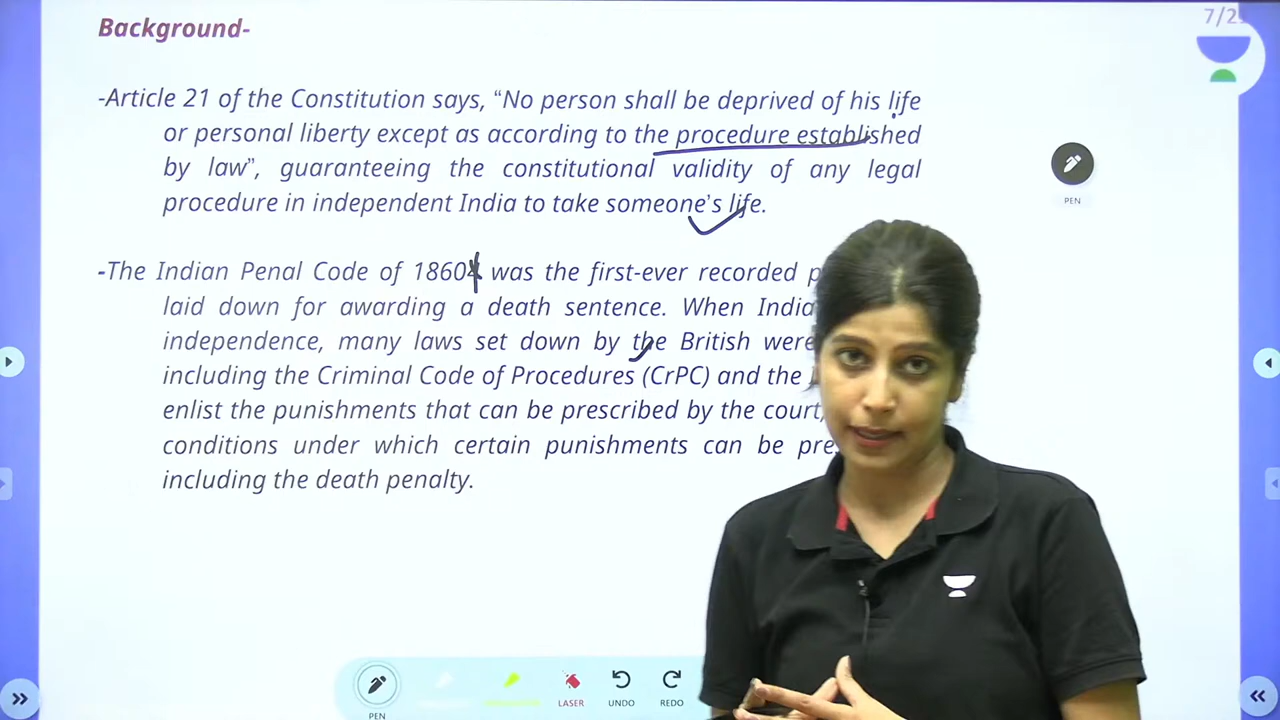 7/2
Background-
-Article 21 of the Constitution says, “No person shall be deprived of his life
or personal liberty except as according to the procedure established
by law”, guaranteeing the constitutional validity of any legal
procedure in independent India to take someone’s life.
-The Indian Penal Code of 1860 was the first-ever recorded
laid down for awarding a death sentence. When India
independence, many laws set down by the British were
including the Criminal Code of Procedures (CrPC) and the
enlist the punishments that can be prescribed by the court,
conditions under which certain punishments can be
including the death penalty.
PEN
PEN
LASER
UNDO
REDO